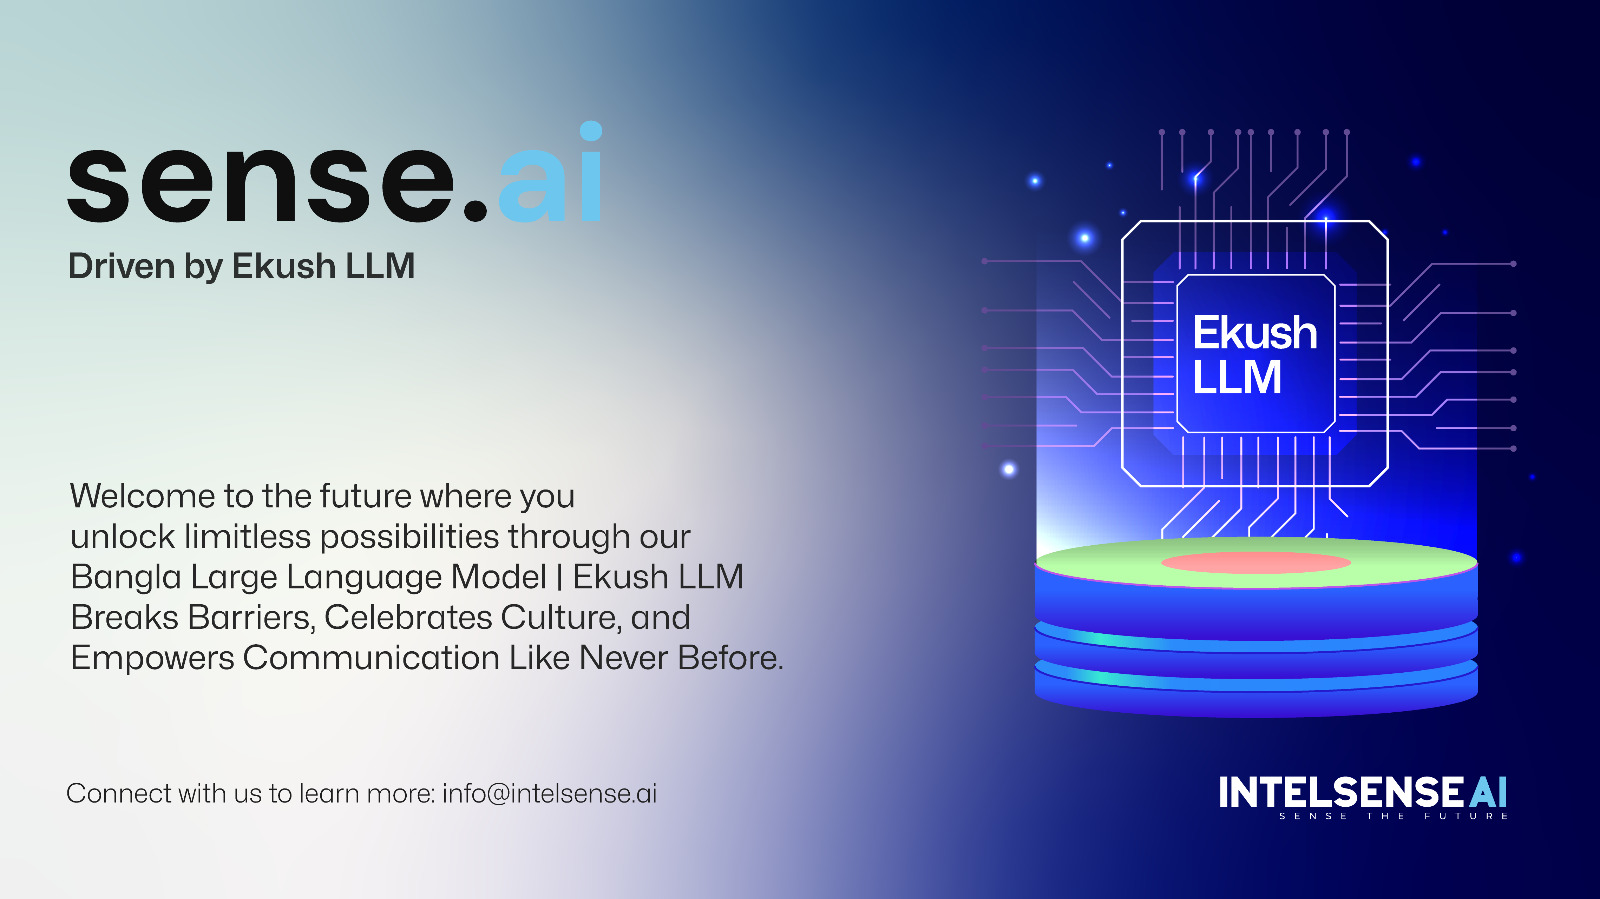 sense.ai
Driven by Ekush LLM
Welcome to the future where you
unlock limitless possibilities through our
Bangla Large Language Model | Ekush LLM
Breaks Barriers, Celebrates Culture, and
Empowers Communication Like Never Before.
Connect with us to learn more: info@intelsense.ai
Ekush
LLM
INTELSENSE AI
SENSE THE FUTURE